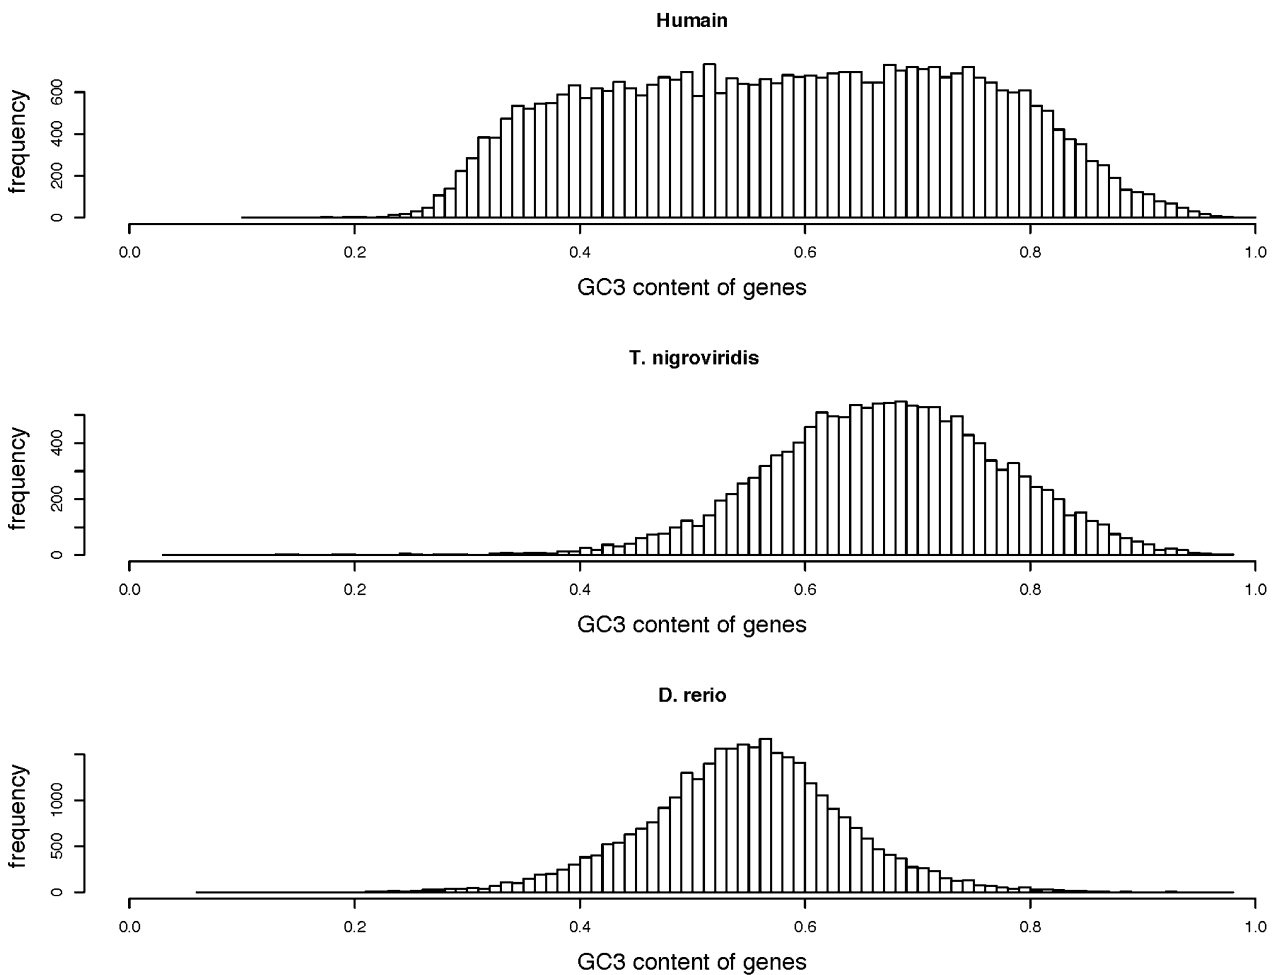 Humain
frequency
0 200 400 600
0.0 0.2 0.4 0.6 0.8 1.0
GC3 content of genes
T. nigroviridis
frequency
0 200 400
0.0 0.2 0.4 0.6 0.8 1.0
GC3 content of genes
D. rerio
frequency
0 500 1000
0.0 0.2 0.4 0.6 0.8 1.0
GC3 content of genes